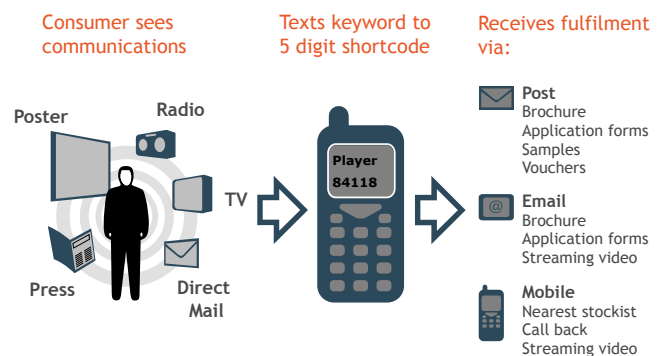 Consumer sees
communications
Texts keyword to
5 digit shortcode
Receives fulfilment
via:
Poster
Radio
TV
Press
Direct
Mail
Player
84118
Post
Brochure
Application forms
Samples
Vouchers
@
Email
Brochure
Application forms
Streaming video
Mobile
Nearest stockist
Call back
Streaming video